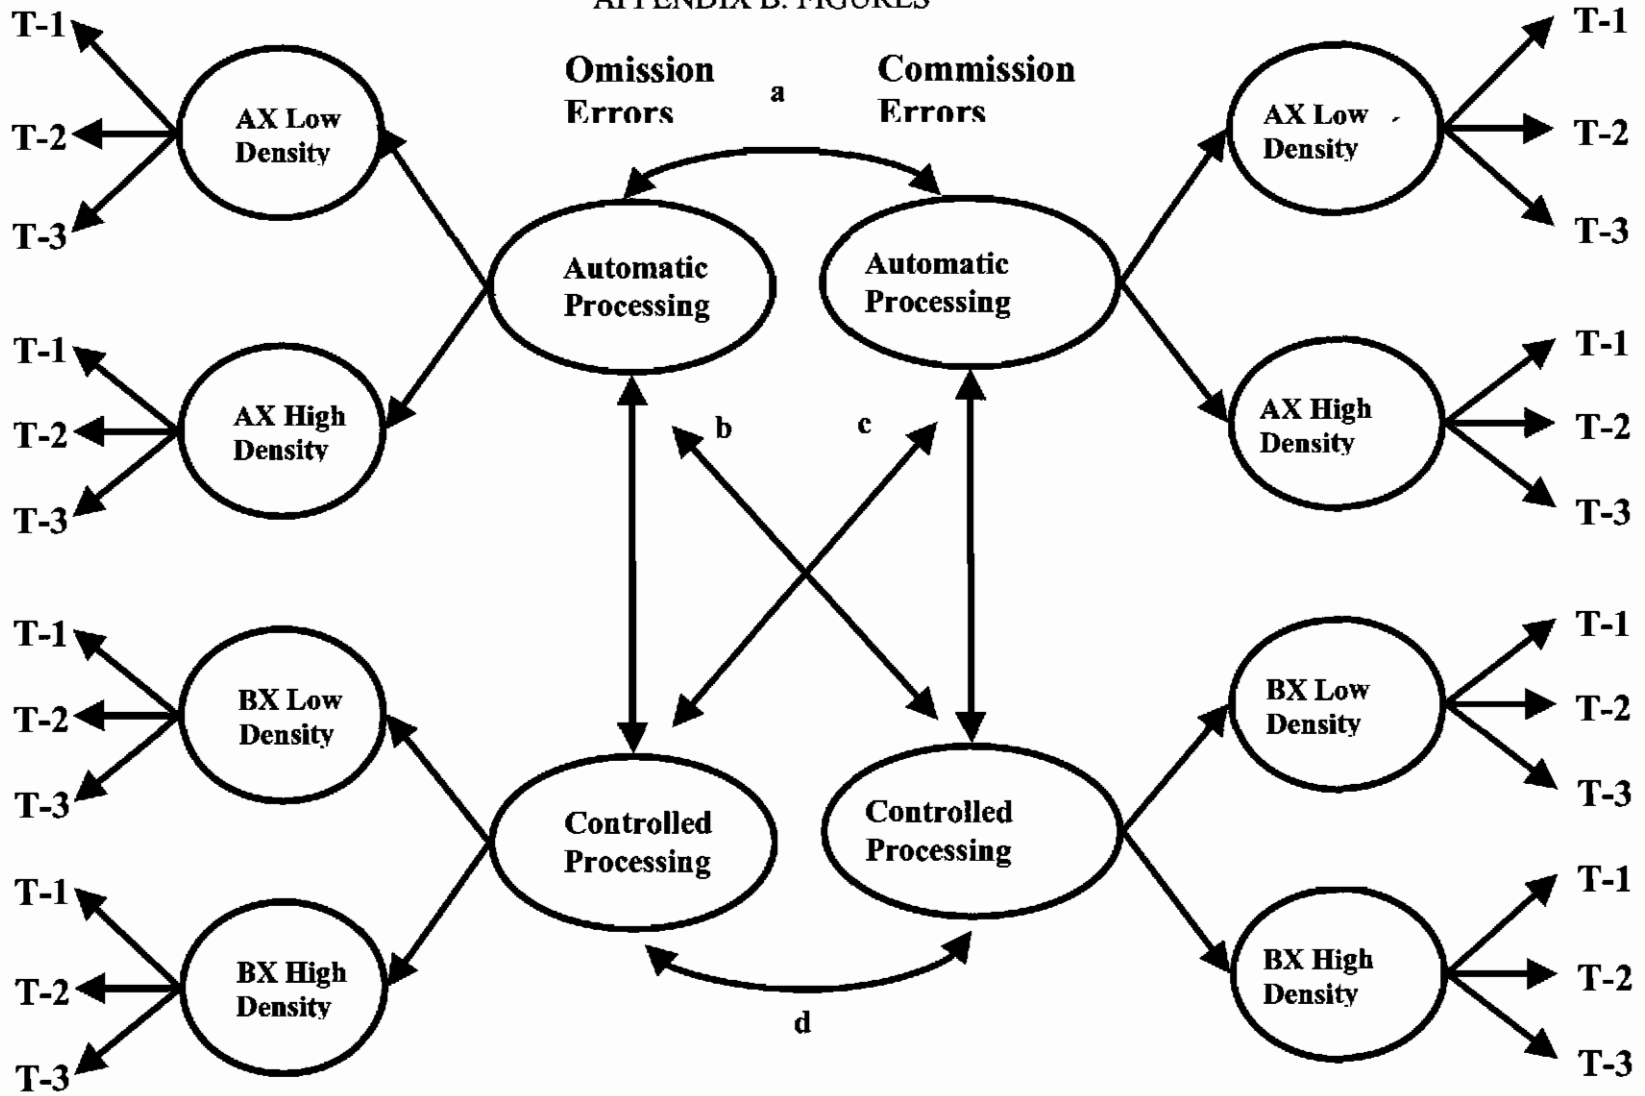 APPENDIX B: FIGURES
Omission
Errors
Commission
Errors
a
T-1
T-2
T-3
AX Low
Density
Automatic
Processing
Automatic
Processing
AX Low
Density
T-1
T-2
T-3
T-1
T-2
T-3
AX High
Density
b
c
AX High
Density
T-1
T-2
T-3
T-1
T-2
T-3
BX Low
Density
Controlled
Processing
Controlled
Processing
BX Low
Density
T-1
T-2
T-3
T-1
T-2
T-3
BX High
Density
d
BX High
Density
T-1
T-2
T-3